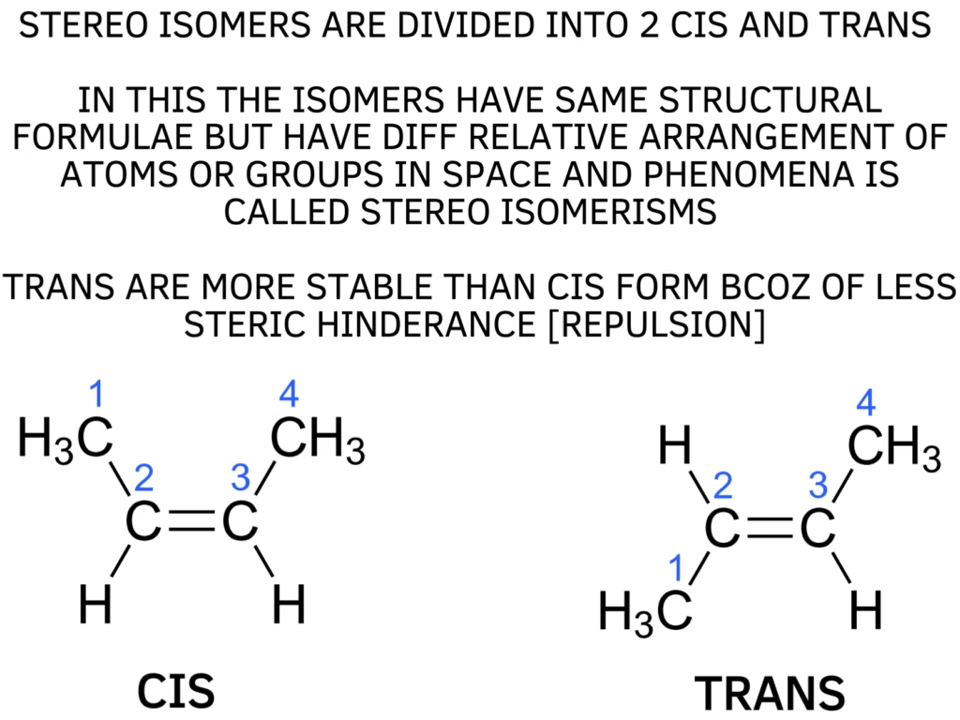 STEREO ISOMERS ARE DIVIDED INTO 2 CIS AND TRANS
IN THIS THE ISOMERS HAVE SAME STRUCTURAL
FORMULAE BUT HAVE DIFF RELATIVE ARRANGEMENT OF
ATOMS OR GROUPS IN SPACE AND PHENOMENA IS
CALLED STEREO ISOMERISMS
TRANS ARE MORE STABLE THAN CIS FORM BCOZ OF LESS
STERIC HINDERANCE [REPULSION]
1 4
H₃C CH₃
2 3
C=C
H H
CIS
4
H CH₃
2 3
C=C
1
H₃C H
TRANS